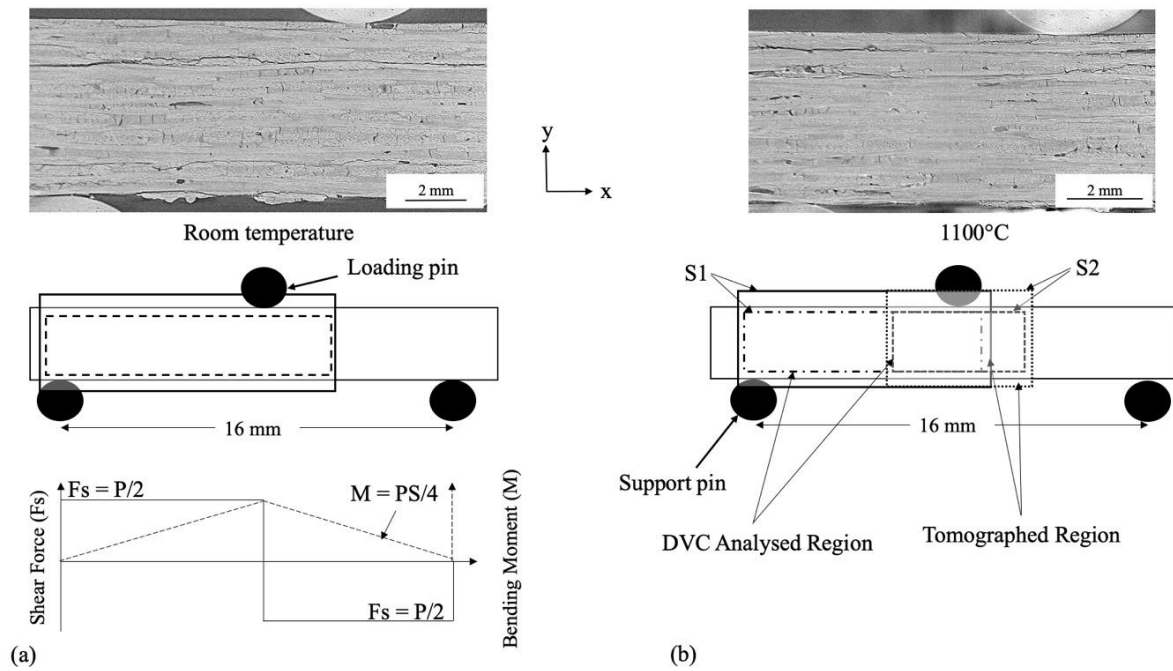 2 mm
Room temperature
Loading pin
16 mm
Shear Force (Fs)
Fs = P/2
M = PS/4
Fs = P/2
Bending Moment (M)
(a)
y
x
2 mm
1100°C
S1
S2
16 mm
Support pin
DVC Analysed Region
Tomographed Region
(b)